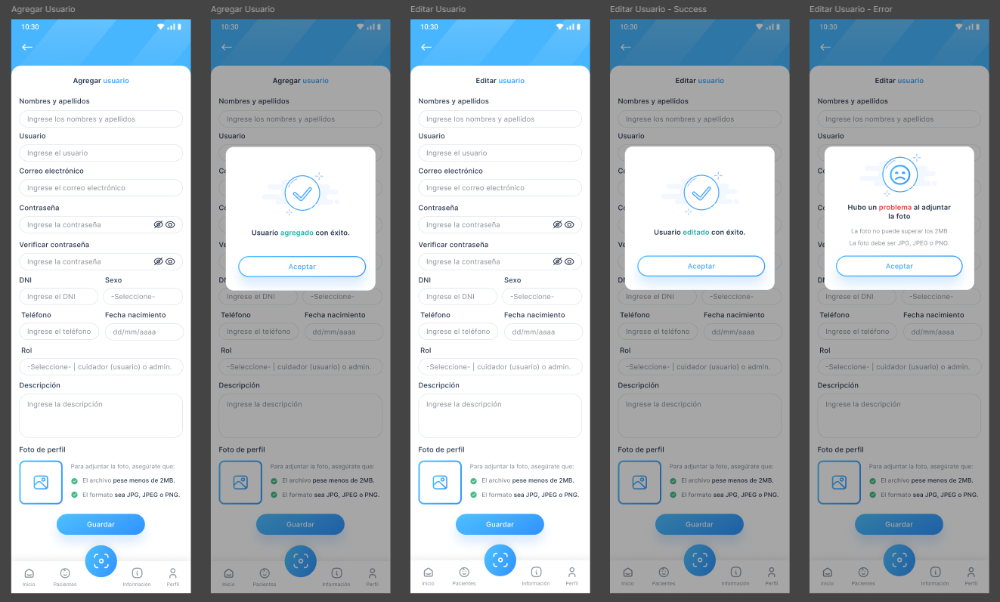 Agregar Usuario
10:30
Agregar usuario
Nombres y apellidos
Ingrese los nombres y apellidos
Usuario
Ingrese el usuario
Correo electrónico
Ingrese el correo electrónico
Contraseña
Ingrese la contraseña
Verificar contraseña
Ingrese la contraseña
DNI Sexo
Ingrese el DNI -Seleccione-
Teléfono Fecha nacimiento
Ingrese el teléfono dd/mm/aaaa
Rol
-Seleccione- | cuidador (usuario) o admin.
Descripción
Ingrese la descripción
Foto de perfil
Para adjuntar la foto, asegúrate que:
El archivo pese menos de 2MB.
El formato sea JPG, JPEG o PNG.
Guardar
Inicio Pacientes Información Perfil
Agregar Usuario
10:30
Agregar usuario
Nombres y apellidos
Ingrese los nombres y apellidos
Usuario
Usuario agregado con éxito.
Aceptar
Ingrese el DNI -Seleccione-
Teléfono Fecha nacimiento
Ingrese el teléfono dd/mm/aaaa
Rol
-Seleccione- | cuidador (usuario) o admin.
Descripción
Ingrese la descripción
Foto de perfil
Para adjuntar la foto, asegúrate que:
El archivo pese menos de 2MB.
El formato sea JPG, JPEG o PNG.
Guardar
Inicio Pacientes Información Perfil
Editar Usuario
10:30
Editar usuario
Nombres y apellidos
Ingrese los nombres y apellidos
Usuario
Ingrese el usuario
Correo electrónico
Ingrese el correo electrónico
Contraseña
Ingrese la contraseña
Verificar contraseña
Ingrese la contraseña
DNI Sexo
Ingrese el DNI -Seleccione-
Teléfono Fecha nacimiento
Ingrese el teléfono dd/mm/aaaa
Rol
-Seleccione- | cuidador (usuario) o admin.
Descripción
Ingrese la descripción
Foto de perfil
Para adjuntar la foto, asegúrate que:
El archivo pese menos de 2MB.
El formato sea JPG, JPEG o PNG.
Guardar
Inicio Pacientes Información Perfil
Editar Usuario - Success
10:30
Editar usuario
Nombres y apellidos
Ingrese los nombres y apellidos
Usuario
Usuario editado con éxito.
Aceptar
Ingrese el DNI -Seleccione-
Teléfono Fecha nacimiento
Ingrese el teléfono dd/mm/aaaa
Rol
-Seleccione- | cuidador (usuario) o admin.
Descripción
Ingrese la descripción
Foto de perfil
Para adjuntar la foto, asegúrate que:
El archivo pese menos de 2MB.
El formato sea JPG, JPEG o PNG.
Guardar
Inicio Pacientes Información Perfil
Editar Usuario - Error
10:30
Editar usuario
Nombres y apellidos
Ingrese los nombres y apellidos
Usuario
Hubo un problema al adjuntar
la foto
La foto no puede superar los 2MB
La foto debe ser JPG, JPEG o PNG.
Aceptar
Ingrese el DNI -Seleccione-
Teléfono Fecha nacimiento
Ingrese el teléfono dd/mm/aaaa
Rol
-Seleccione- | cuidador (usuario) o admin.
Descripción
Ingrese la descripción
Foto de perfil
Para adjuntar la foto, asegúrate que:
El archivo pese menos de 2MB.
El formato sea JPG, JPEG o PNG.
Guardar
Inicio Pacientes Información Perfil